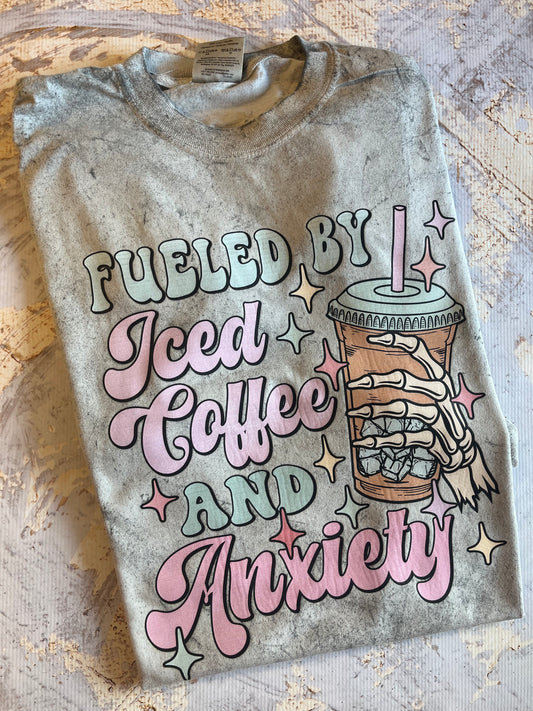 FUELED BY
Iced
Coffee
AND
Anxiety